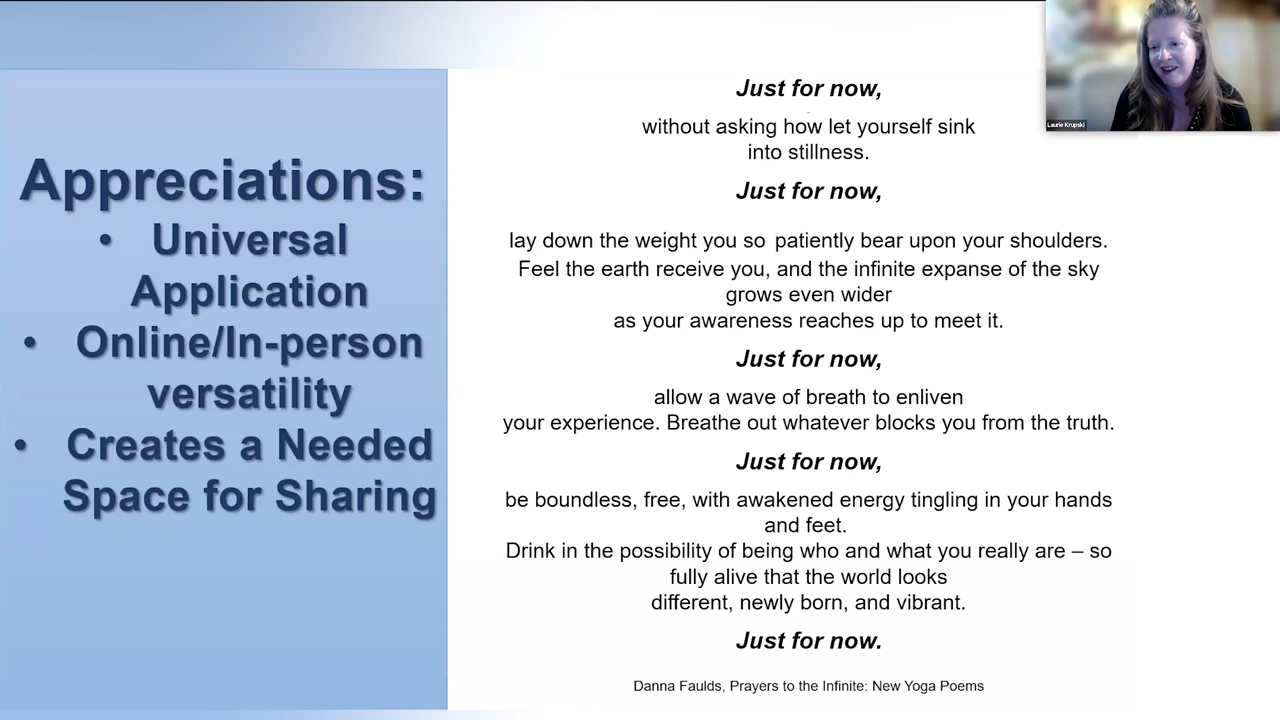 Appreciations:
• Universal
Application
• Online/In-person
versatility
• Creates a Needed
Space for Sharing
Just for now,
without asking how let yourself sink
into stillness.
Just for now,
lay down the weight you so patiently bear upon your shoulders.
Feel the earth receive you, and the infinite expanse of the sky
grows even wider
as your awareness reaches up to meet it.
Just for now,
allow a wave of breath to enliven
your experience. Breathe out whatever blocks you from the truth.
Just for now,
be boundless, free, with awakened energy tingling in your hands
and feet.
Drink in the possibility of being who and what you really are – so
fully alive that the world looks
different, newly born, and vibrant.
Just for now.
Danna Faulds, Prayers to the Infinite: New Yoga Poems
Laurie Krupski